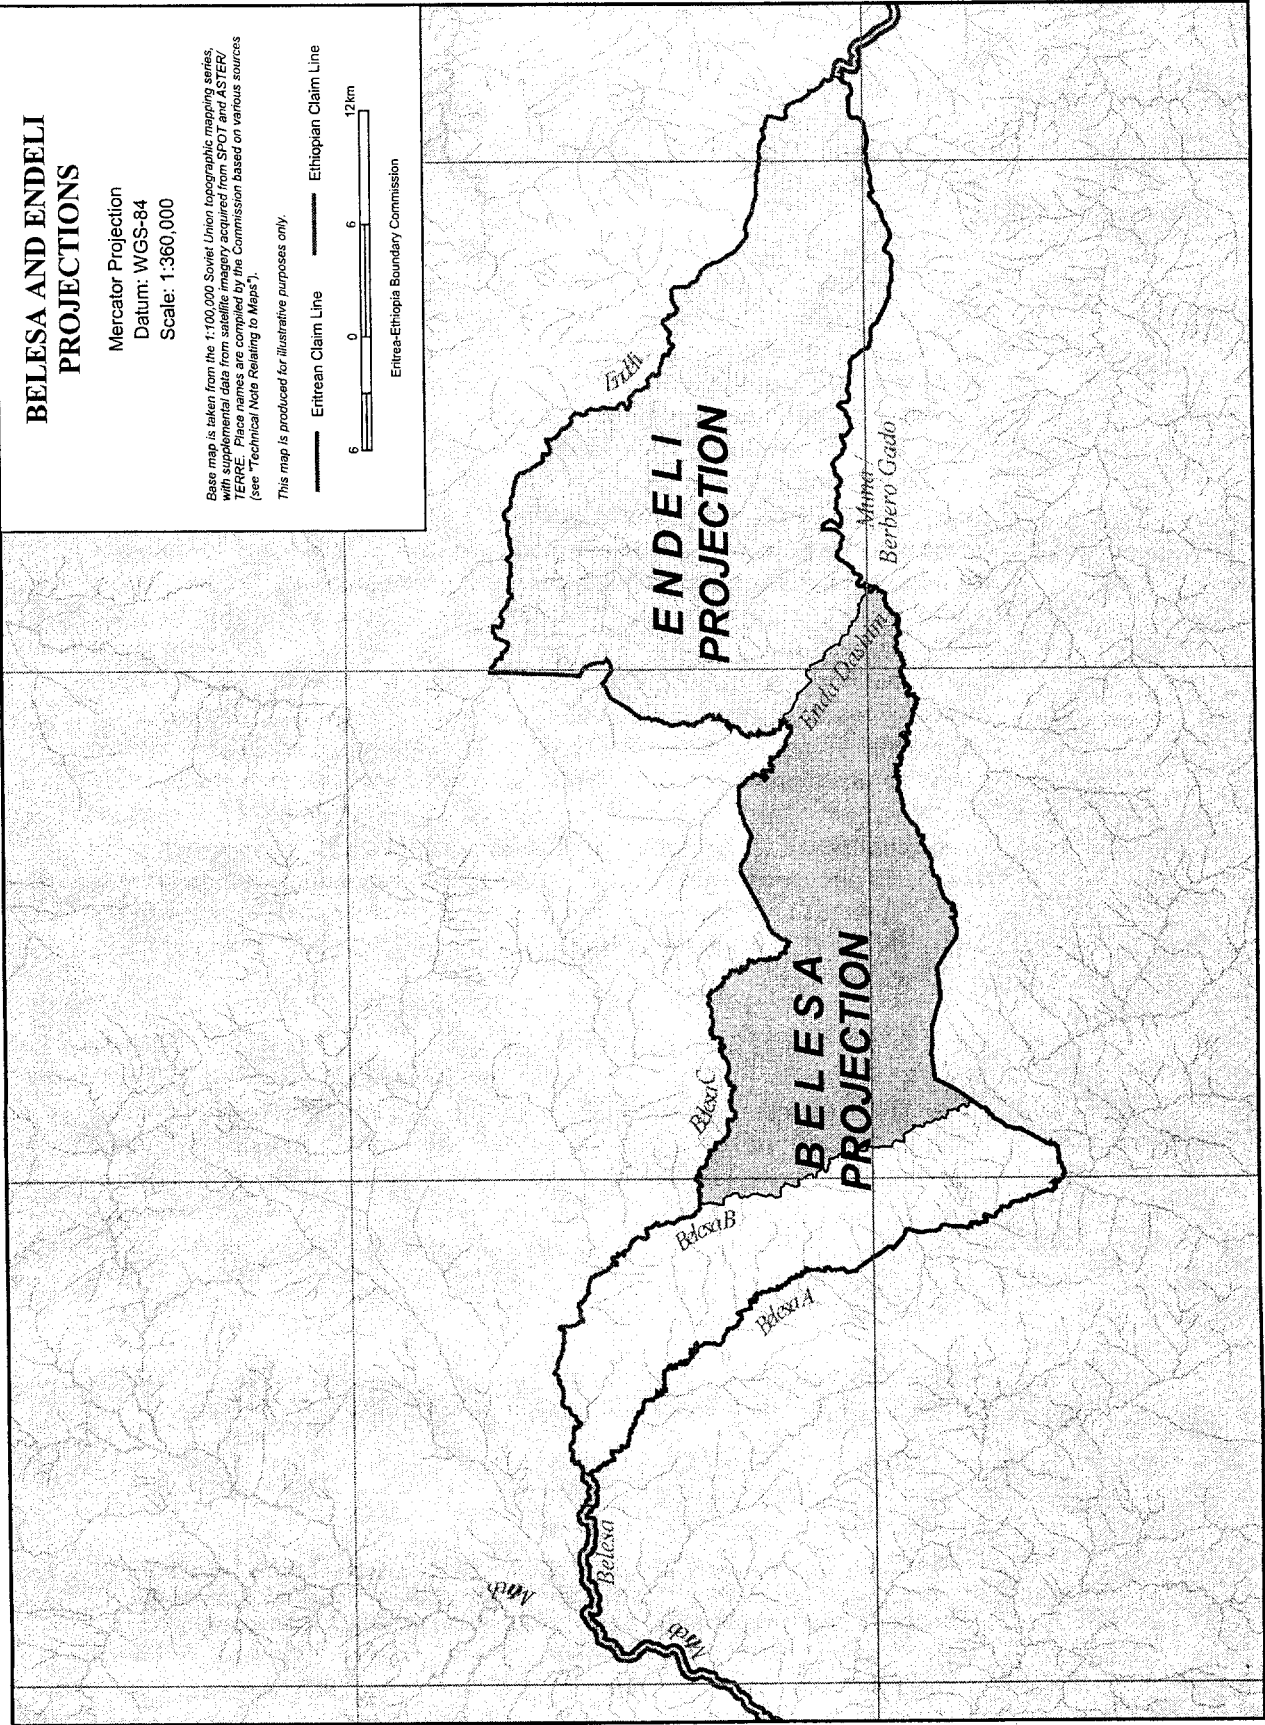 BELESA AND ENDELI
PROJECTIONS
Mercator Projection
Datum: WGS-84
Scale: 1:360,000
Base map is taken from the 1:100,000 Soviet Union topographic mapping series,
with supplemental data from satellite imagery acquired from SPOT and ASTER/
TERRE. Place names are compiled by the Commission based on various sources
(see "Technical Note Relating to Maps").
This map is produced for illustrative purposes only.
Eritrean Claim Line
Ethiopian Claim Line
6 0 6 12km
Eritrea-Ethiopia Boundary Commission
Endeli
ENDELI
PROJECTION
Muna/
Berbero Gado
Enda Dashim
BELESA
PROJECTION
Belesa C
Belesa B
Belesa A
Belesa
Mareb
Mareb